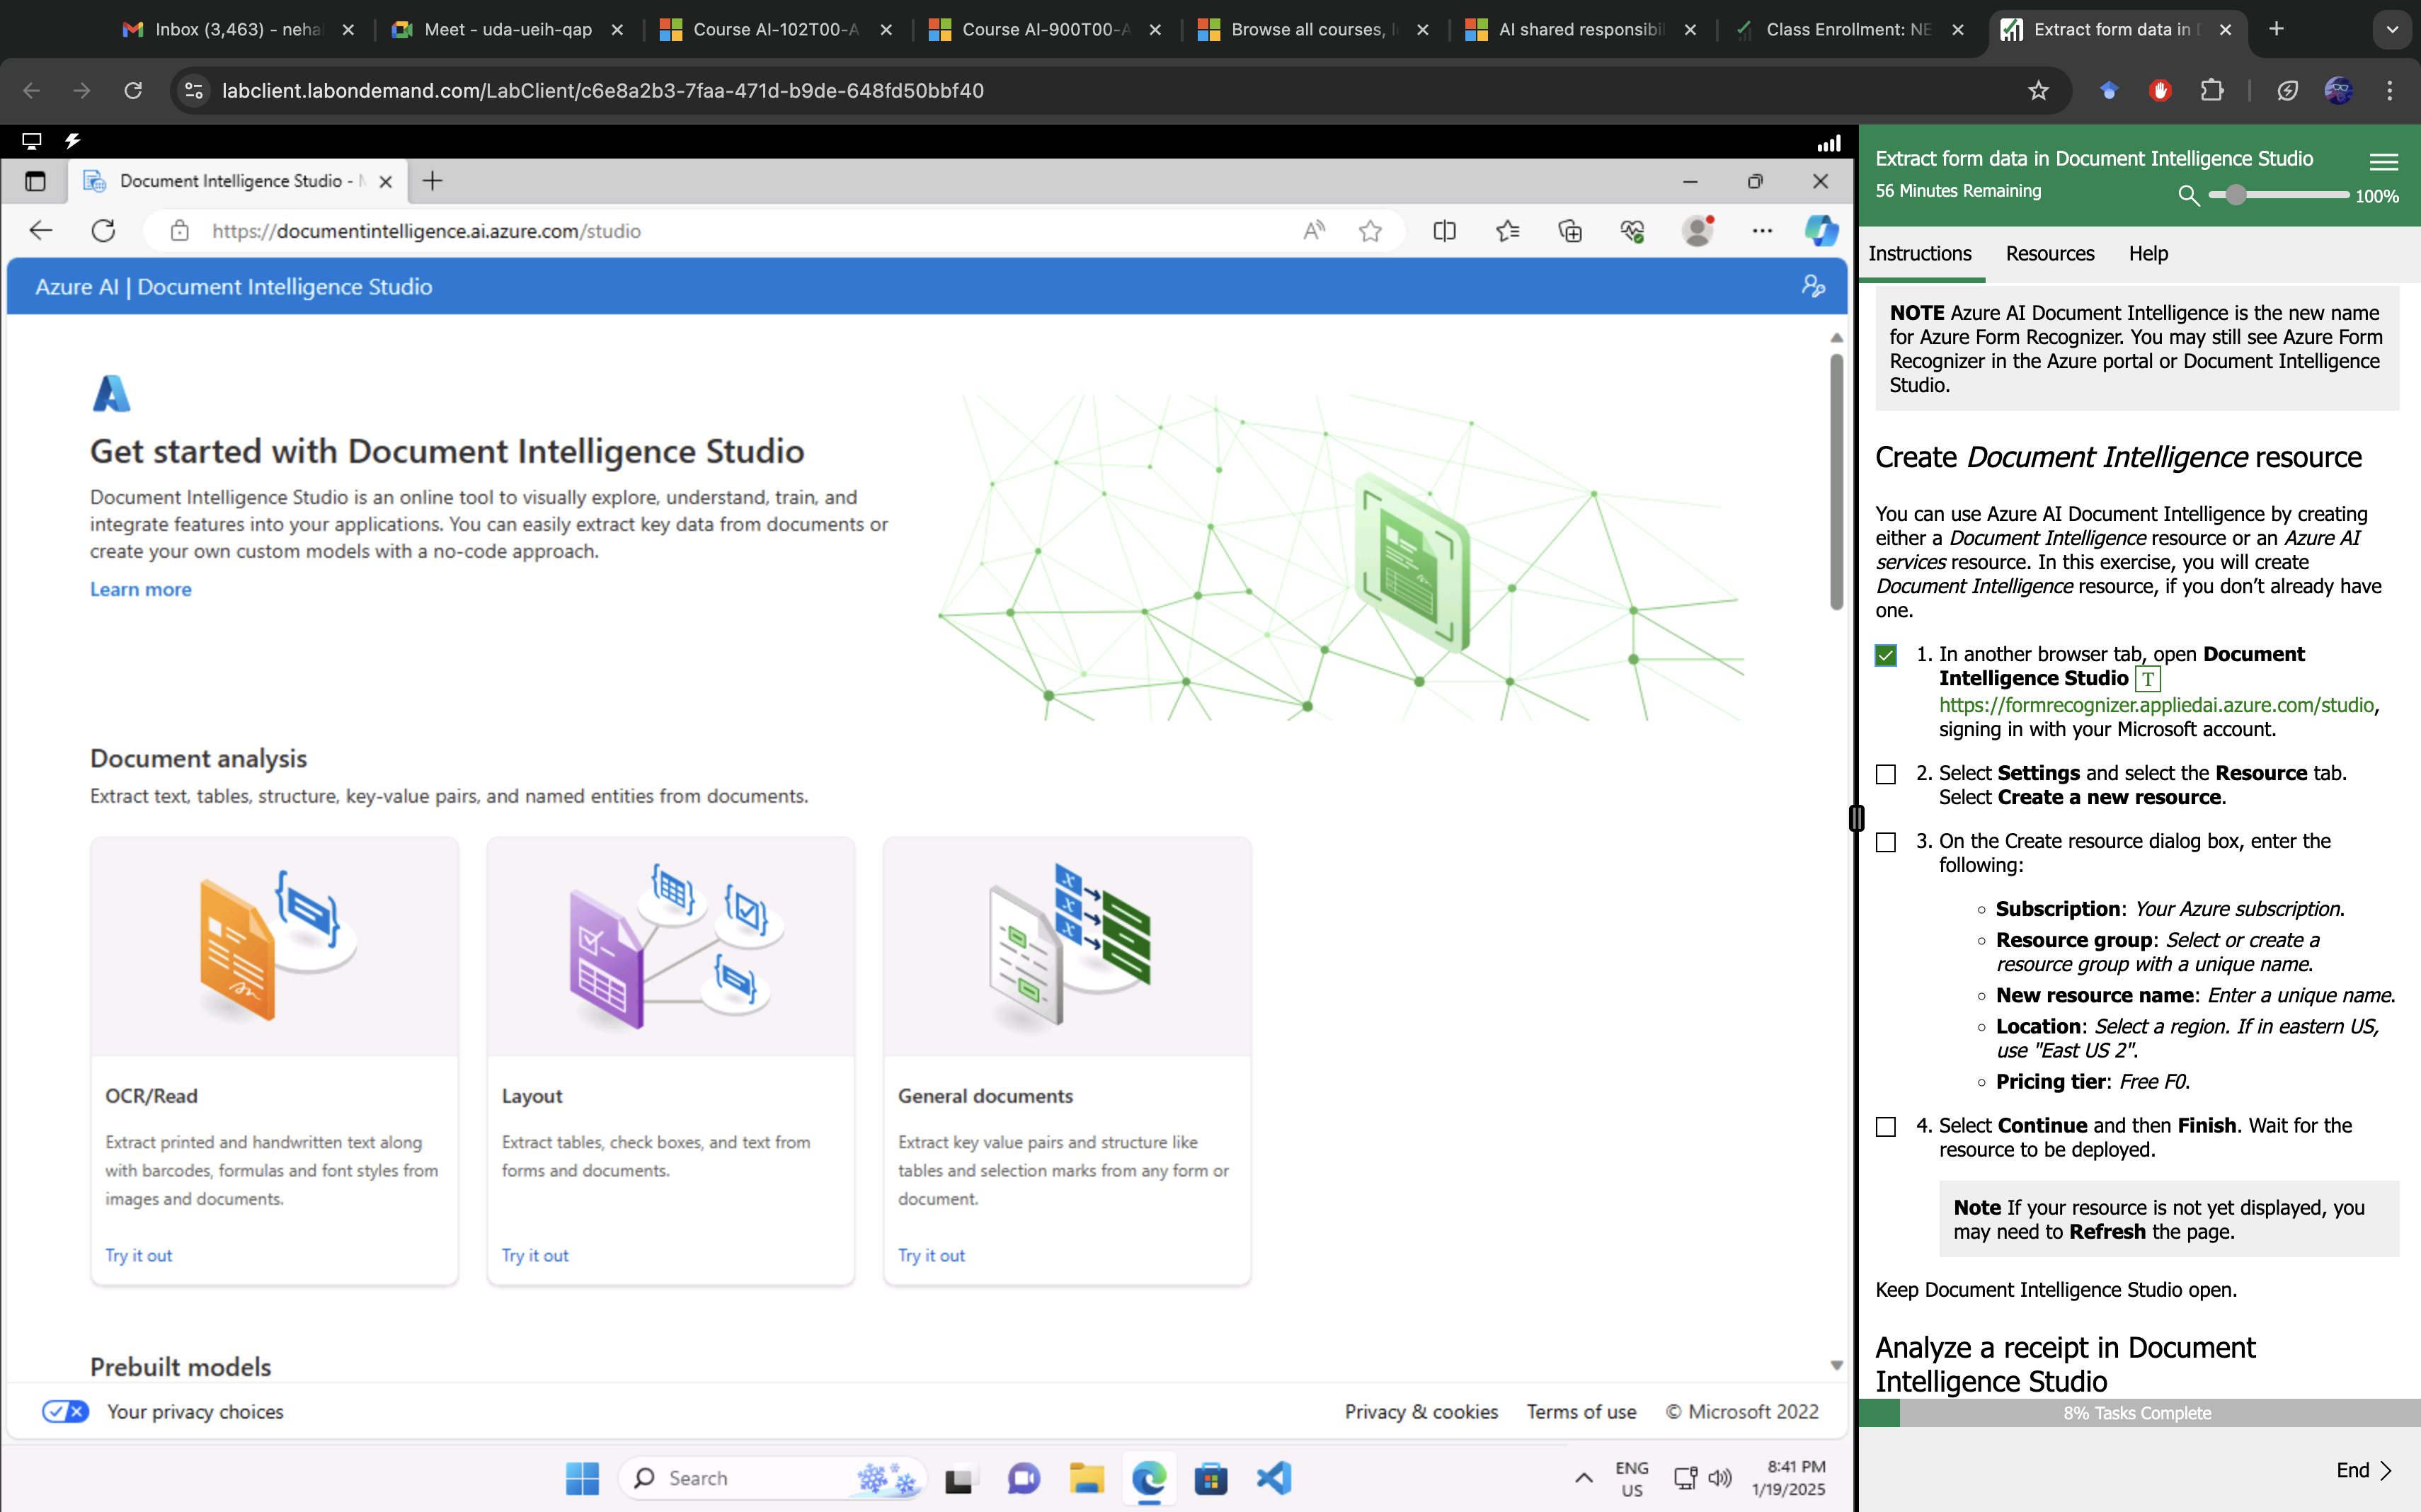 Inbox (3,463) - neha
Meet - uda-ueih-qap
Course AI-102T00-A
Course AI-900T00-A
Browse all courses, l
AI shared responsibil
Class Enrollment: NE
Extract form data in D
labclient.labondemand.com/LabClient/c6e8a2b3-7faa-471d-b9de-648fd50bbf40
Document Intelligence Studio - M
https://documentintelligence.ai.azure.com/studio
Azure AI | Document Intelligence Studio
Get started with Document Intelligence Studio
Document Intelligence Studio is an online tool to visually explore, understand, train, and
integrate features into your applications. You can easily extract key data from documents or
create your own custom models with a no-code approach.
Learn more
Document analysis
Extract text, tables, structure, key-value pairs, and named entities from documents.
OCR/Read
Extract printed and handwritten text along
with barcodes, formulas and font styles from
images and documents.
Try it out
Layout
Extract tables, check boxes, and text from
forms and documents.
Try it out
General documents
Extract key value pairs and structure like
tables and selection marks from any form or
document.
Try it out
Prebuilt models
Your privacy choices
Privacy & cookies
Terms of use
© Microsoft 2022
Search
ENG
US
8:41 PM
1/19/2025
Extract form data in Document Intelligence Studio
56 Minutes Remaining
100%
Instructions
Resources
Help
NOTE Azure AI Document Intelligence is the new name
for Azure Form Recognizer. You may still see Azure Form
Recognizer in the Azure portal or Document Intelligence
Studio.
Create Document Intelligence resource
You can use Azure AI Document Intelligence by creating
either a Document Intelligence resource or an Azure AI
services resource. In this exercise, you will create
Document Intelligence resource, if you don’t already have
one.
1. In another browser tab, open Document
Intelligence Studio T
https://formrecognizer.appliedai.azure.com/studio,
signing in with your Microsoft account.
2. Select Settings and select the Resource tab.
Select Create a new resource.
3. On the Create resource dialog box, enter the
following:
Subscription: Your Azure subscription.
Resource group: Select or create a
resource group with a unique name.
New resource name: Enter a unique name.
Location: Select a region. If in eastern US,
use "East US 2".
Pricing tier: Free F0.
4. Select Continue and then Finish. Wait for the
resource to be deployed.
Note If your resource is not yet displayed, you
may need to Refresh the page.
Keep Document Intelligence Studio open.
Analyze a receipt in Document
Intelligence Studio
8% Tasks Complete
End